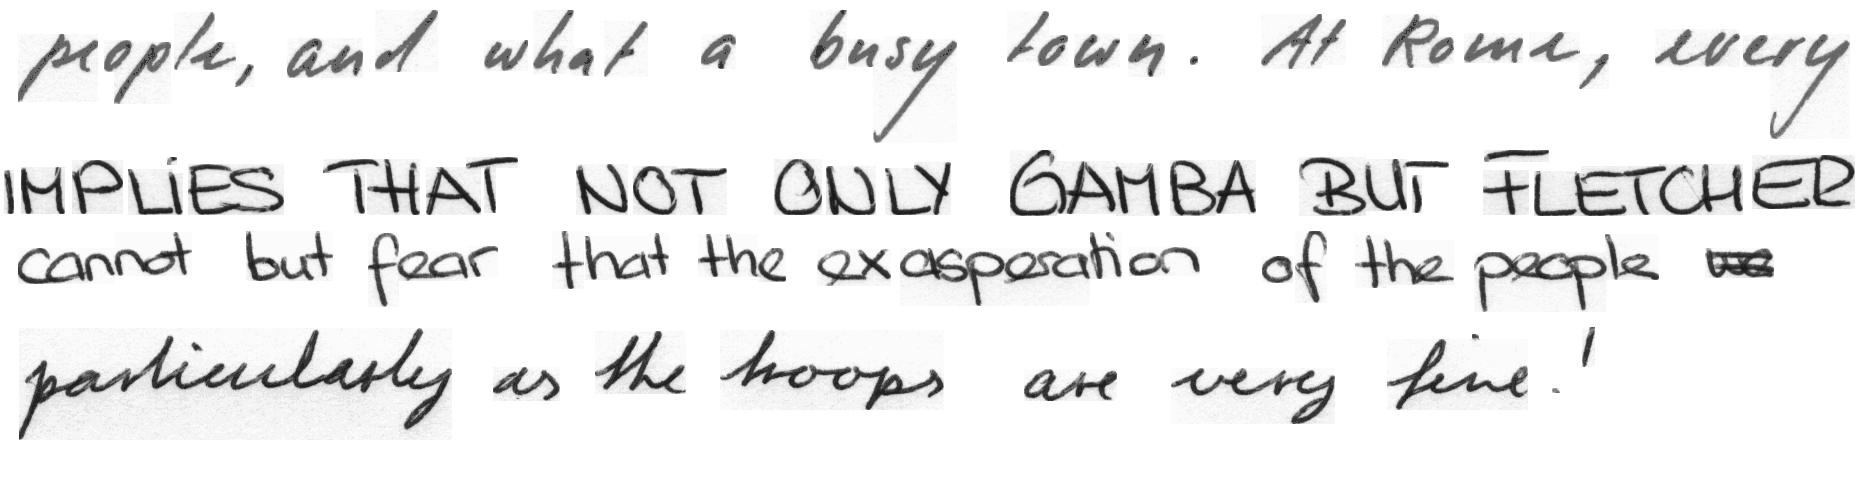 people, and what a busy town. At Rome, every
IMPLIES THAT NOT ONLY GAMBA BUT FLETCHER
cannot but fear that the exasperation of the people
particularly as the troops are very fine.'